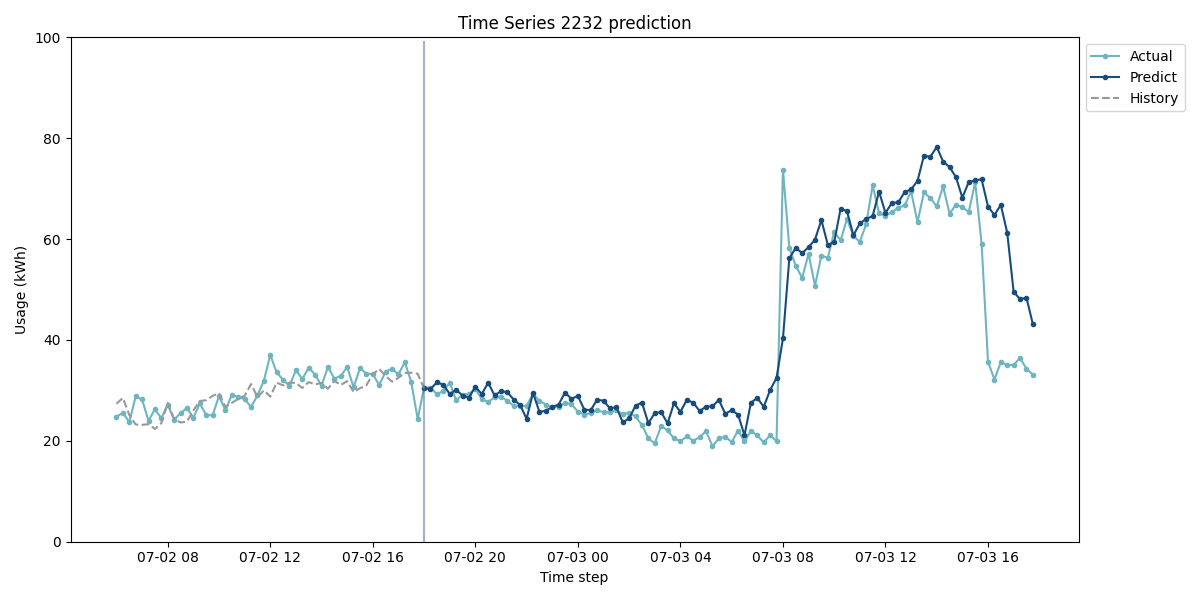 Time Series 2232 prediction
100
80
60
40
20
0
Usage (kWh)
07-02 08
07-02 12
07-02 16
07-02 20
07-03 00
07-03 04
07-03 08
07-03 12
07-03 16
Time step
Actual
Predict
History